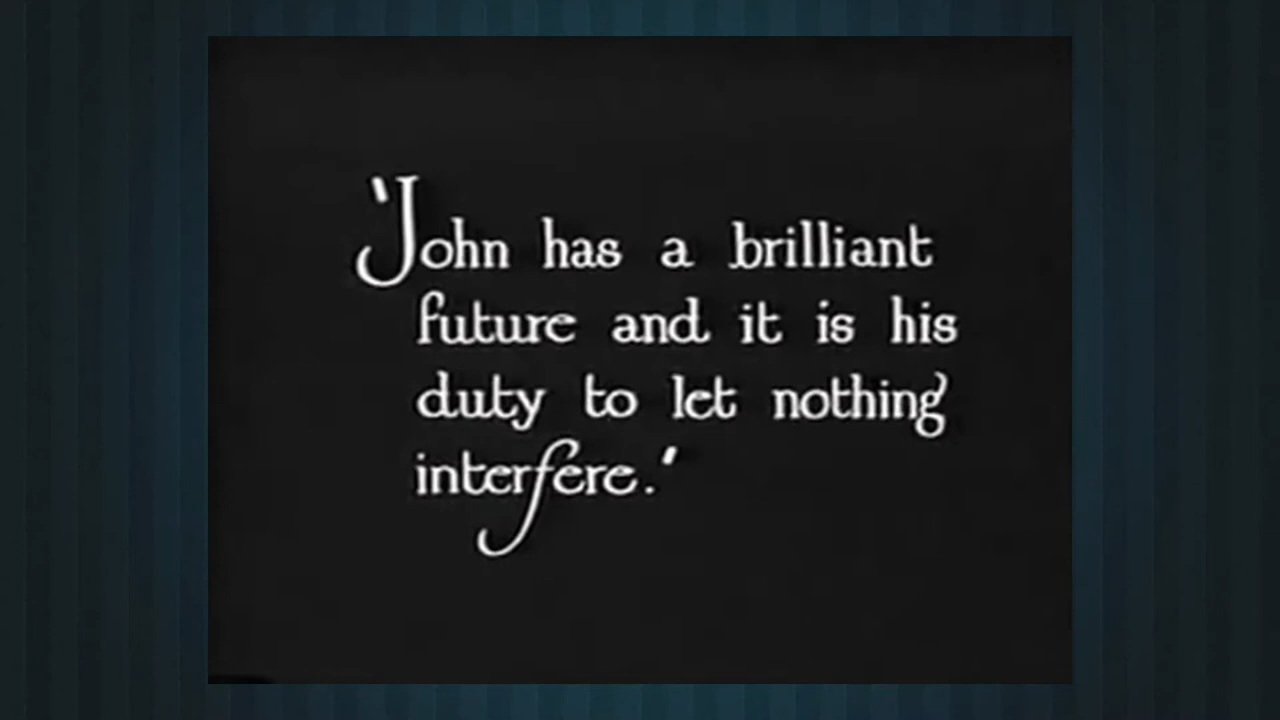 'John has a brilliant
future and it is his
duty to let nothing
interfere.'